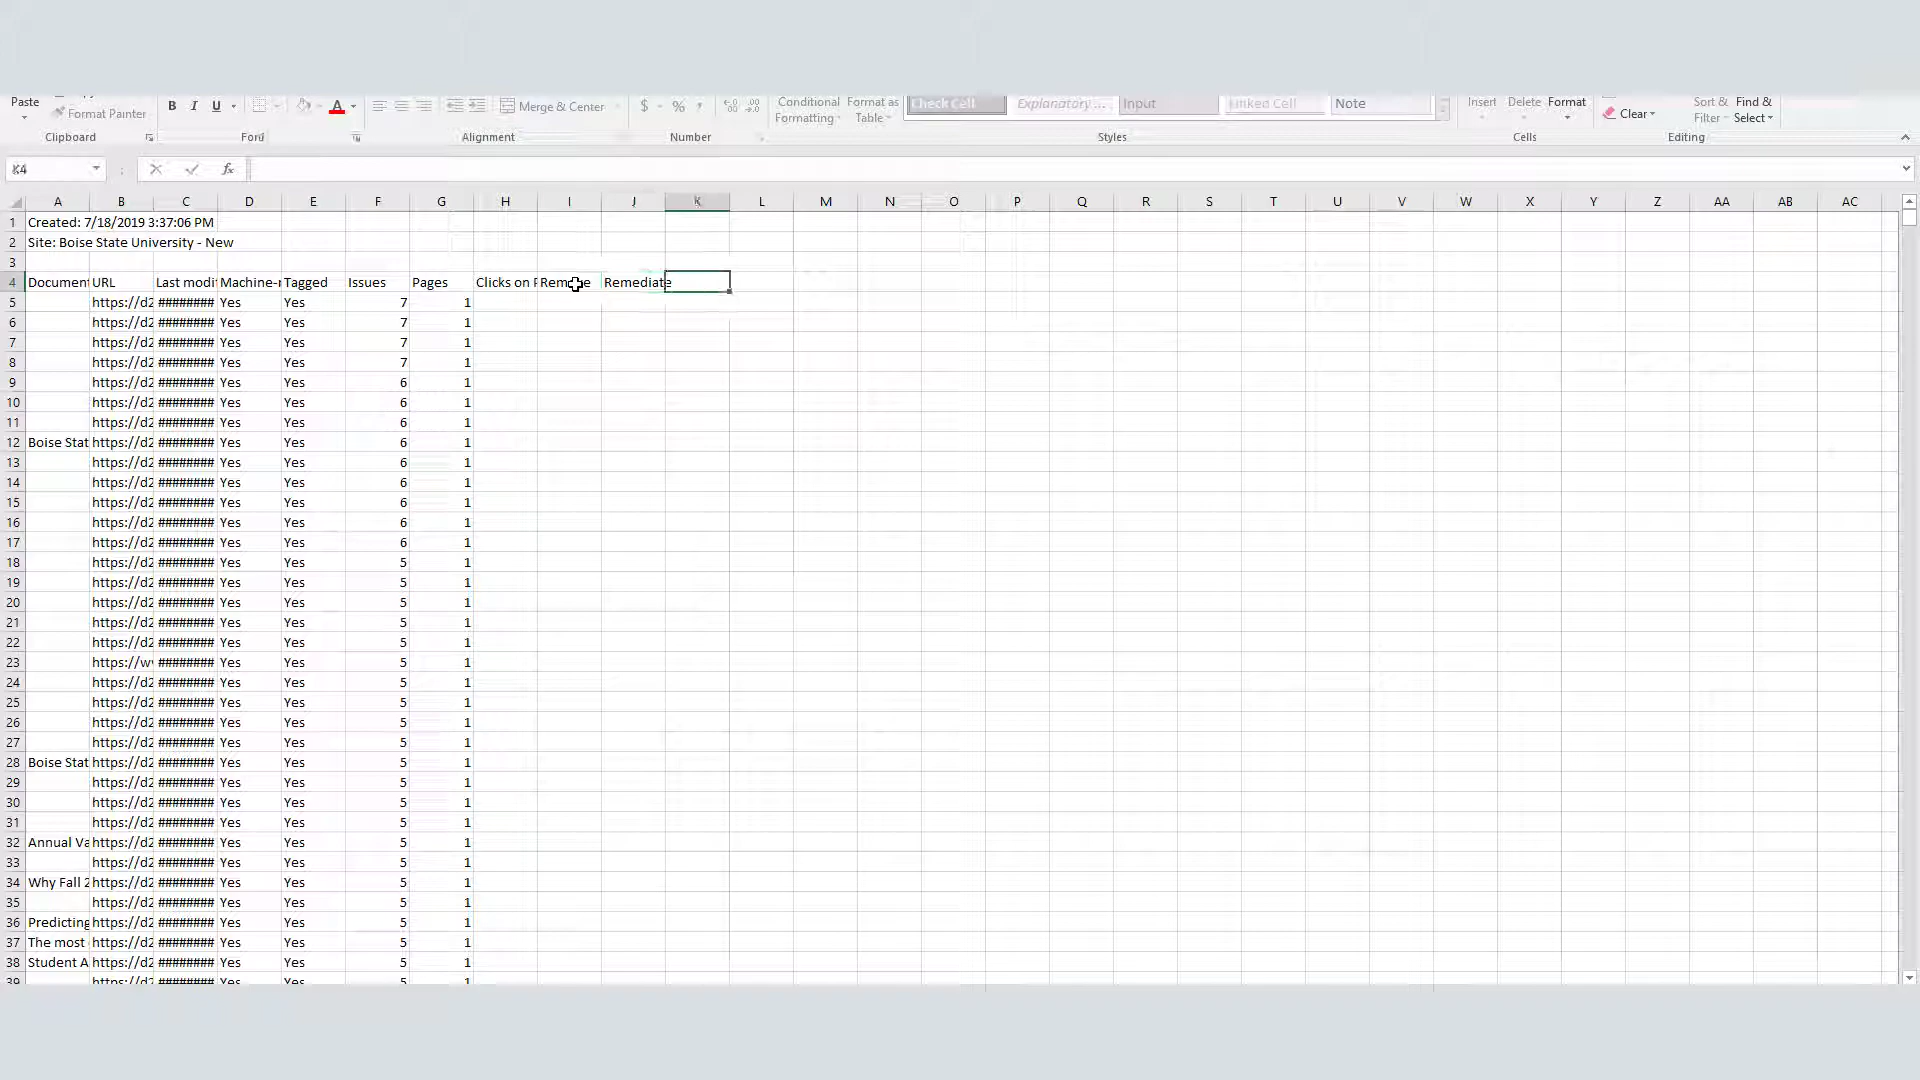 Paste
Format Painter
B I U A Merge & Center $ % Conditional Formatting Format as Table Check Cell Explanatory ... Input Linked Cell Note Insert Delete Format Clear Sort & Filter Find & Select
Clipboard Font Alignment Number Styles Cells Editing
fx
A B C D E F G H I J K L M N O P Q R S T U V W X Y Z AA AB AC
1 Created: 7/18/2019 3:37:06 PM
2 Site: Boise State University - New
3
4 Document URL Last modi Machine-r Tagged Issues Pages Clicks on P Remediate
5 https://d2 ######## Yes Yes 7 1
6 https://d2 ######## Yes Yes 7 1
7 https://d2 ######## Yes Yes 7 1
8 https://d2 ######## Yes Yes 7 1
9 https://d2 ######## Yes Yes 6 1
10 https://d2 ######## Yes Yes 6 1
11 https://d2 ######## Yes Yes 6 1
12 Boise Stat https://d2 ######## Yes Yes 6 1
13 https://d2 ######## Yes Yes 6 1
14 https://d2 ######## Yes Yes 6 1
15 https://d2 ######## Yes Yes 6 1
16 https://d2 ######## Yes Yes 6 1
17 https://d2 ######## Yes Yes 6 1
18 https://d2 ######## Yes Yes 5 1
19 https://d2 ######## Yes Yes 5 1
20 https://d2 ######## Yes Yes 5 1
21 https://d2 ######## Yes Yes 5 1
22 https://d2 ######## Yes Yes 5 1
23 https://w ######## Yes Yes 5 1
24 https://d2 ######## Yes Yes 5 1
25 https://d2 ######## Yes Yes 5 1
26 https://d2 ######## Yes Yes 5 1
27 https://d2 ######## Yes Yes 5 1
28 Boise Stat https://d2 ######## Yes Yes 5 1
29 https://d2 ######## Yes Yes 5 1
30 https://d2 ######## Yes Yes 5 1
31 https://d2 ######## Yes Yes 5 1
32 Annual Va https://d2 ######## Yes Yes 5 1
33 https://d2 ######## Yes Yes 5 1
34 Why Fall 2 https://d2 ######## Yes Yes 5 1
35 https://d2 ######## Yes Yes 5 1
36 Predicting https://d2 ######## Yes Yes 5 1
37 The most https://d2 ######## Yes Yes 5 1
38 Student A https://d2 ######## Yes Yes 5 1
39 https://d2 ######## Yes Yes 5 1